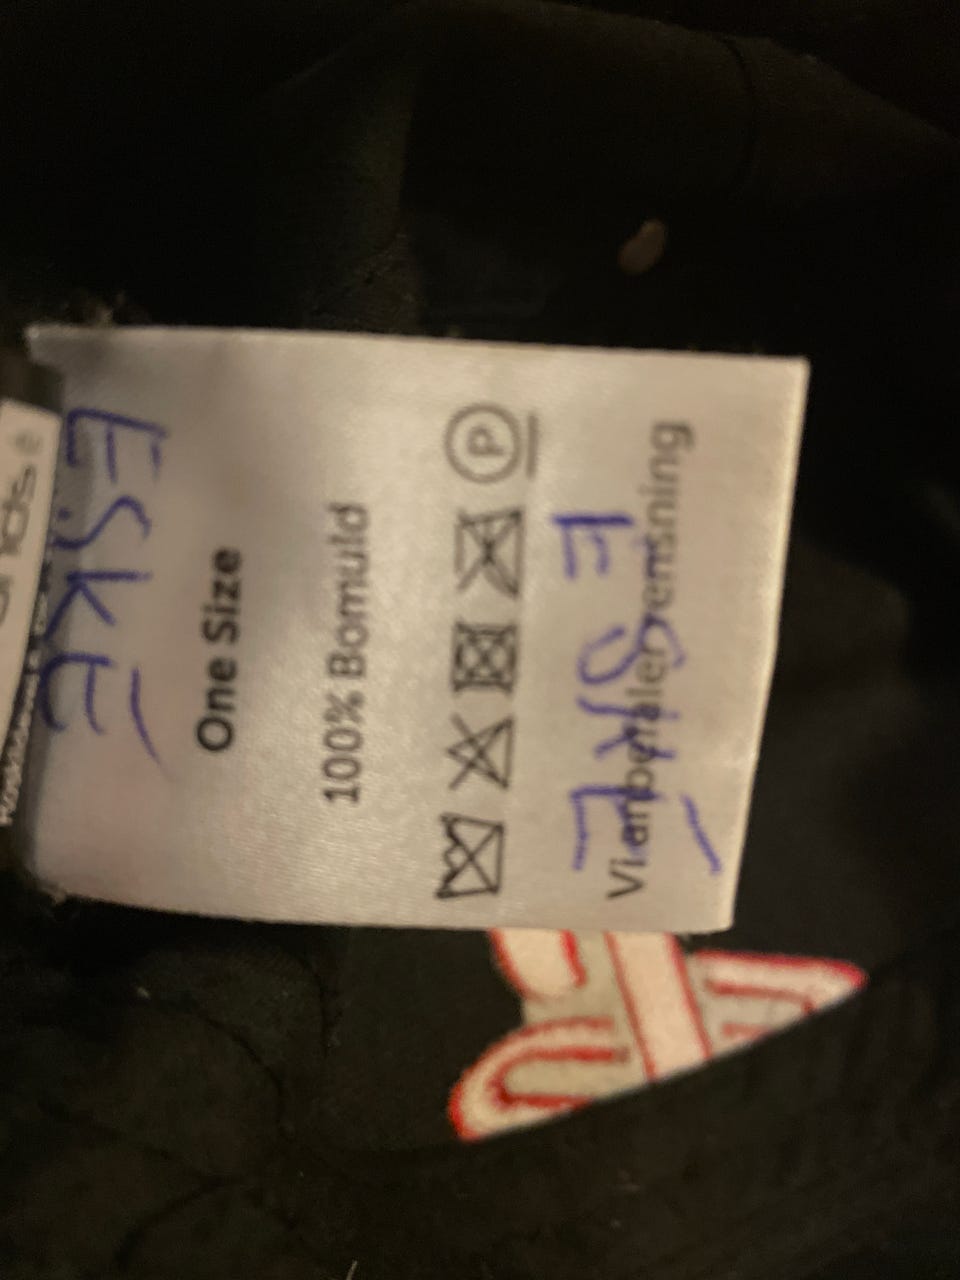 ESKE
One Size
100% Bomuld
P
ESKE
Vi anbefaler rensning